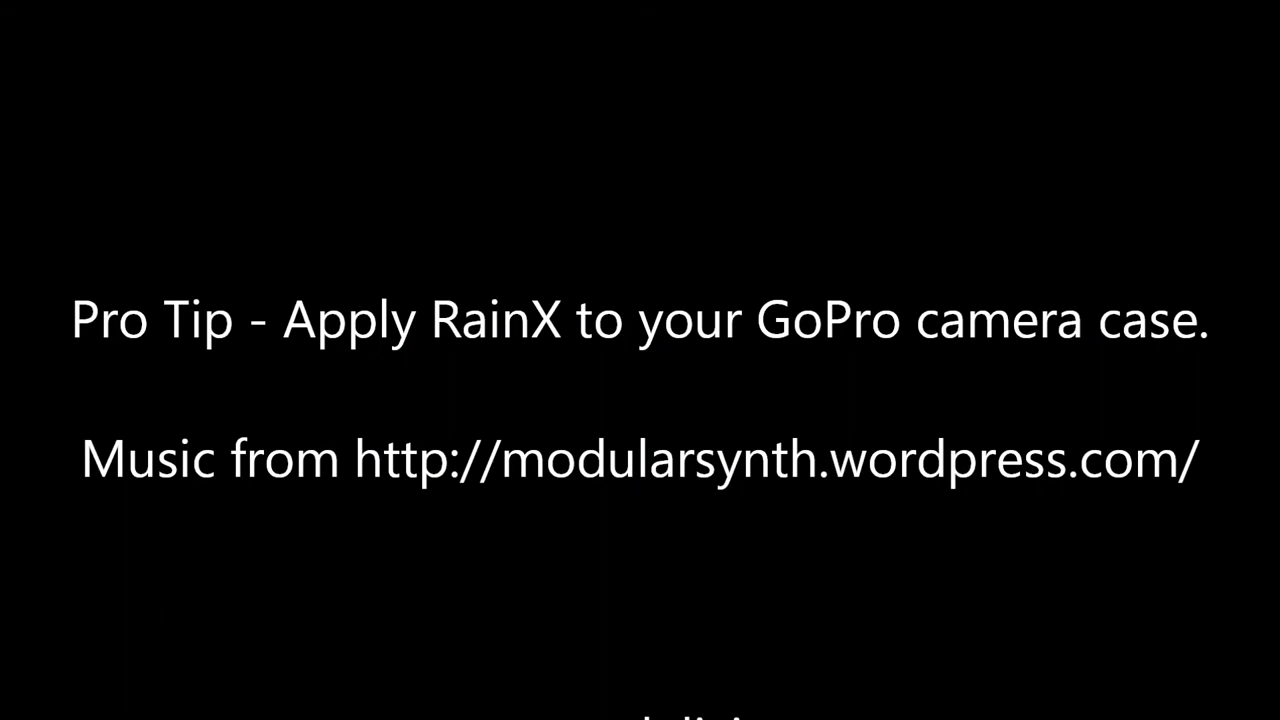 Pro Tip - Apply RainX to your GoPro camera case.
Music from http://modularsynth.wordpress.com/